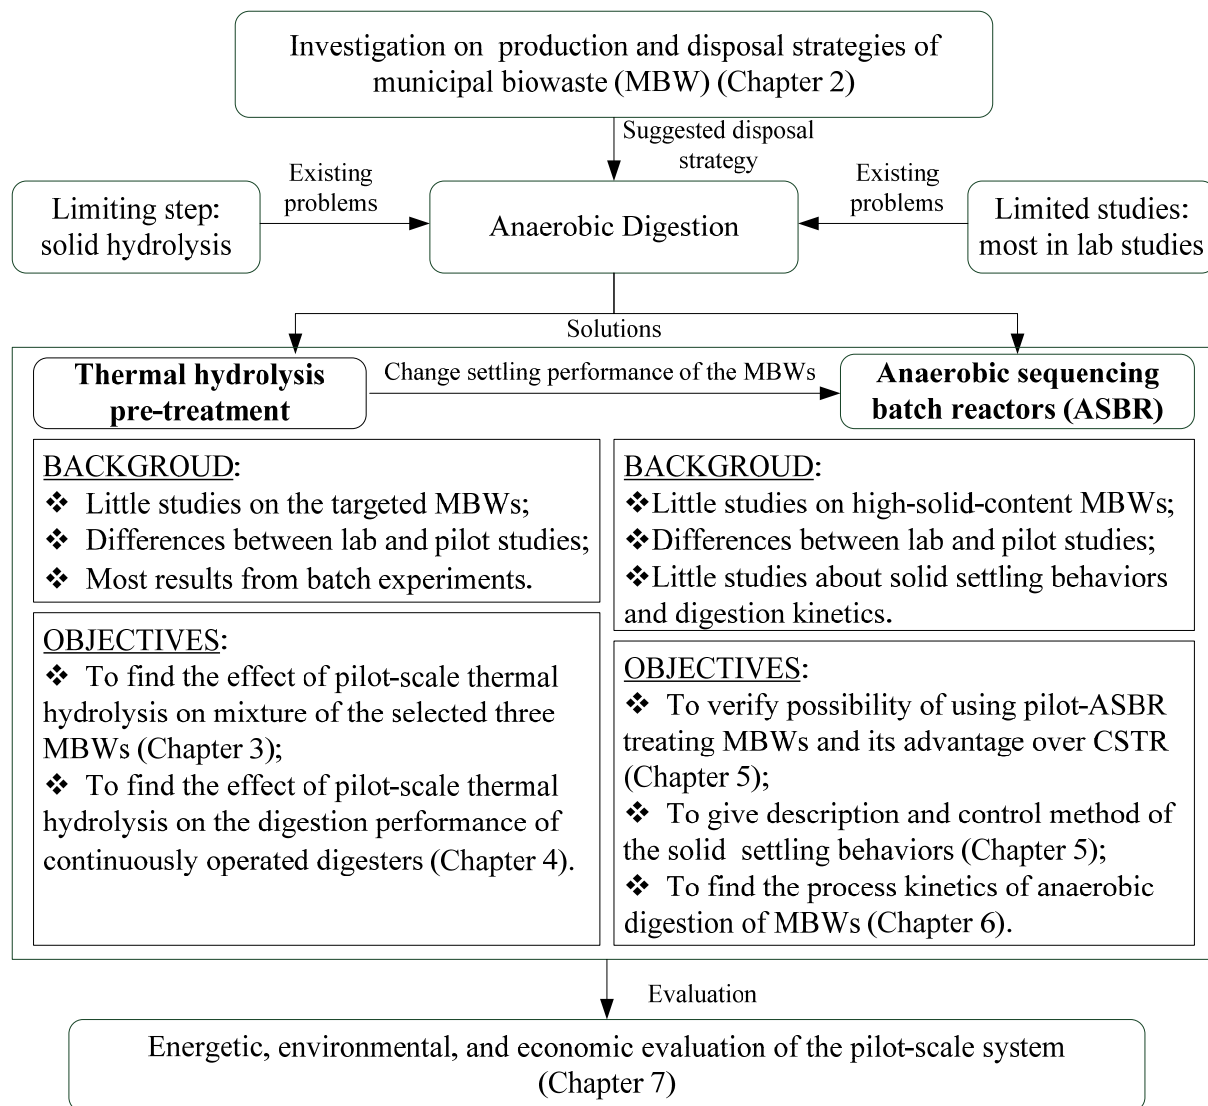 Investigation on production and disposal strategies of
municipal biowaste (MBW) (Chapter 2)
Suggested disposal
strategy
Existing
problems
Existing
problems
Limiting step:
solid hydrolysis
Anaerobic Digestion
Limited studies:
most in lab studies
Solutions
Thermal hydrolysis
pre-treatment
Change settling performance of the MBWs
Anaerobic sequencing
batch reactors (ASBR)
BACKGROUD:
❖ Little studies on the targeted MBWs;
❖ Differences between lab and pilot studies;
❖ Most results from batch experiments.
OBJECTIVES:
❖ To find the effect of pilot-scale thermal
hydrolysis on mixture of the selected three
MBWs (Chapter 3);
❖ To find the effect of pilot-scale thermal
hydrolysis on the digestion performance of
continuously operated digesters (Chapter 4).
BACKGROUD:
❖Little studies on high-solid-content MBWs;
❖Differences between lab and pilot studies;
❖Little studies about solid settling behaviors
and digestion kinetics.
OBJECTIVES:
❖ To verify possibility of using pilot-ASBR
treating MBWs and its advantage over CSTR
(Chapter 5);
❖ To give description and control method of
the solid settling behaviors (Chapter 5);
❖ To find the process kinetics of anaerobic
digestion of MBWs (Chapter 6).
Evaluation
Energetic, environmental, and economic evaluation of the pilot-scale system
(Chapter 7)